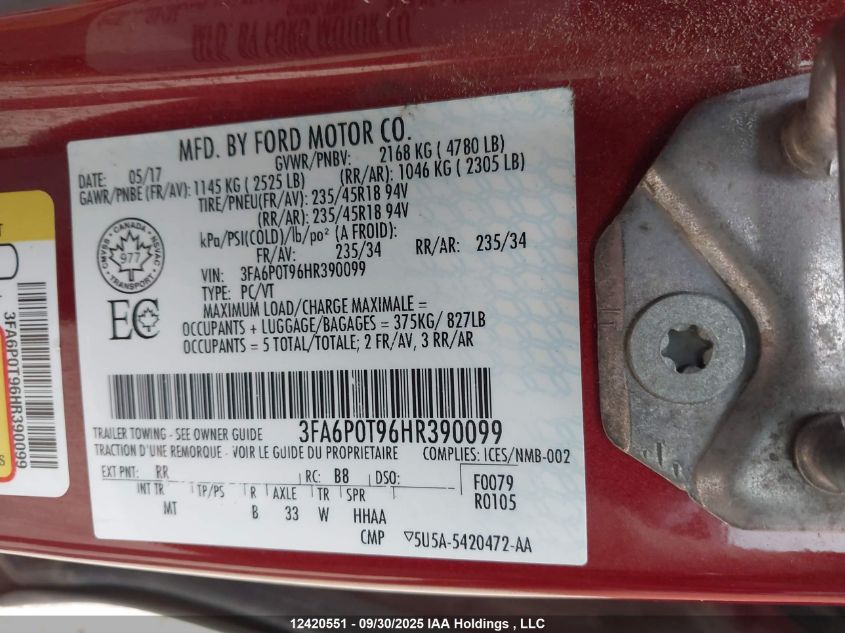 MFD. BY FORD MOTOR CO.
DATE: 05/17 GVWR/PNBV: 2168 KG ( 4780 LB)
GAWR/PNBE (FR/AV): 1145 KG ( 2525 LB) (RR/AR): 1046 KG ( 2305 LB)
TIRE/PNEU(FR/AV): 235/45R18 94V
(RR/AR): 235/45R18 94V
kPa/PSI(COLD)/lb/po² (A FROID):
FR/AV: 235/34 RR/AR: 235/34
VIN: 3FA6P0T96HR390099
TYPE: PC/VT
MAXIMUM LOAD/CHARGE MAXIMALE =
OCCUPANTS + LUGGAGE/BAGAGES = 375KG/ 827LB
OCCUPANTS = 5 TOTAL/TOTALE; 2 FR/AV, 3 RR/AR
CANADA
CMVSS
NSVAC
977
TRANSPORT
EC
3FA6P0T96HR390099
TRAILER TOWING - SEE OWNER GUIDE
TRACTION D'UNE REMORQUE - VOIR LE GUIDE DU PROPRIETAIRE COMPLIES: ICES/NMB-002
EXT PNT: RR RC: B8 DSO: F0079
INT TR TP/PS R AXLE TR SPR R0105
MT B 33 W HHAA
CMP ▽5U5A-5420472-AA
3FA6P0T96HR390099
12420551 - 09/30/2025 IAA Holdings , LLC